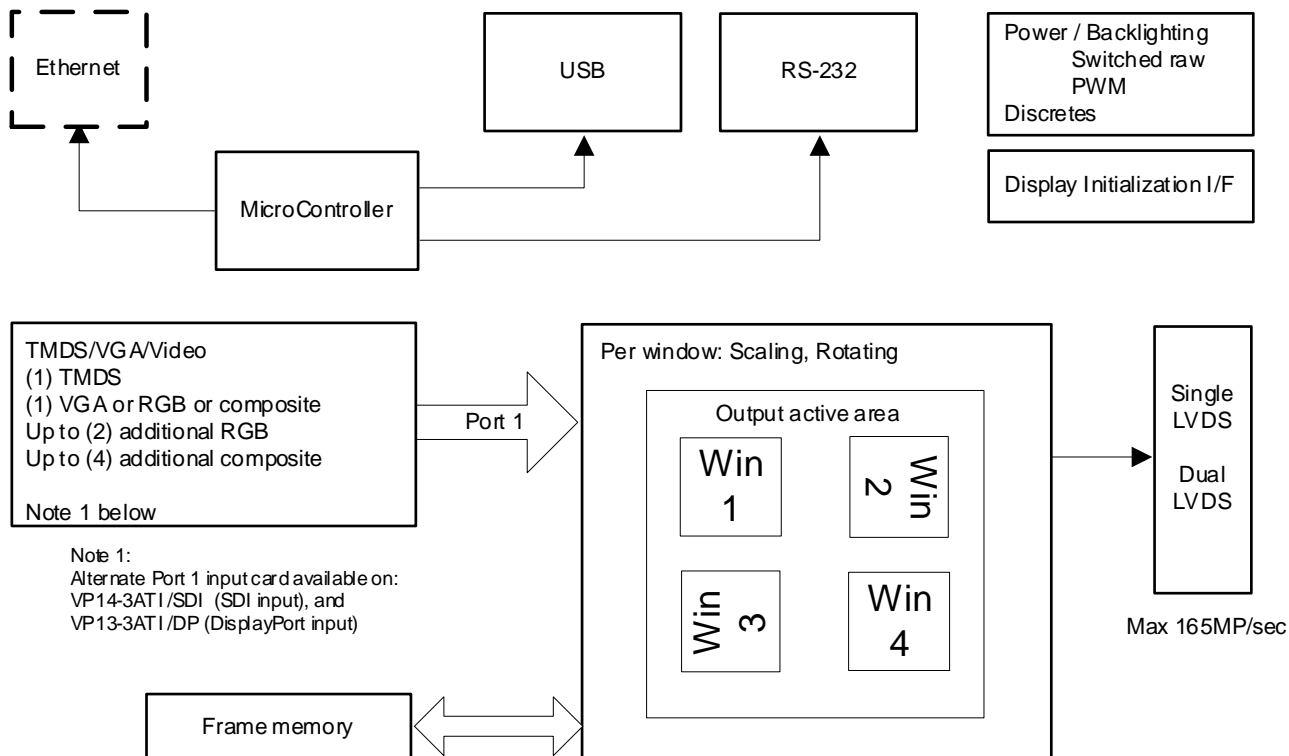 Ethernet
USB
RS-232
Power / Backlighting
Switched raw
PWM
Discretes
MicroController
Display Initialization I/F
TMDS/VGA/Video
(1) TMDS
(1) VGA or RGB or composite
Up to (2) additional RGB
Up to (4) additional composite
Note 1 below
Port 1
Per window: Scaling, Rotating
Output active area
Win
1
Win
2
Win
3
Win
4
Single
LVDS
Dual
LVDS
Max 165MP/sec
Note 1:
Alternate Port 1 input card available on:
VP14-3ATI/SDI (SDI input), and
VP13-3ATI/DP (DisplayPort input)
Frame memory